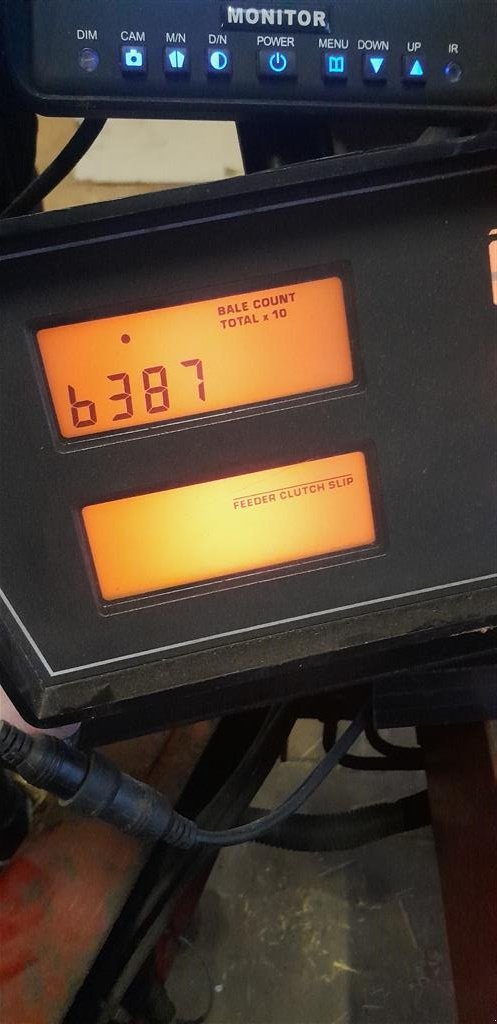 MONITOR
DIM CAM M/N D/N POWER MENU DOWN UP IR
BALE COUNT
TOTAL x 10
6387
FEEDER CLUTCH SLIP